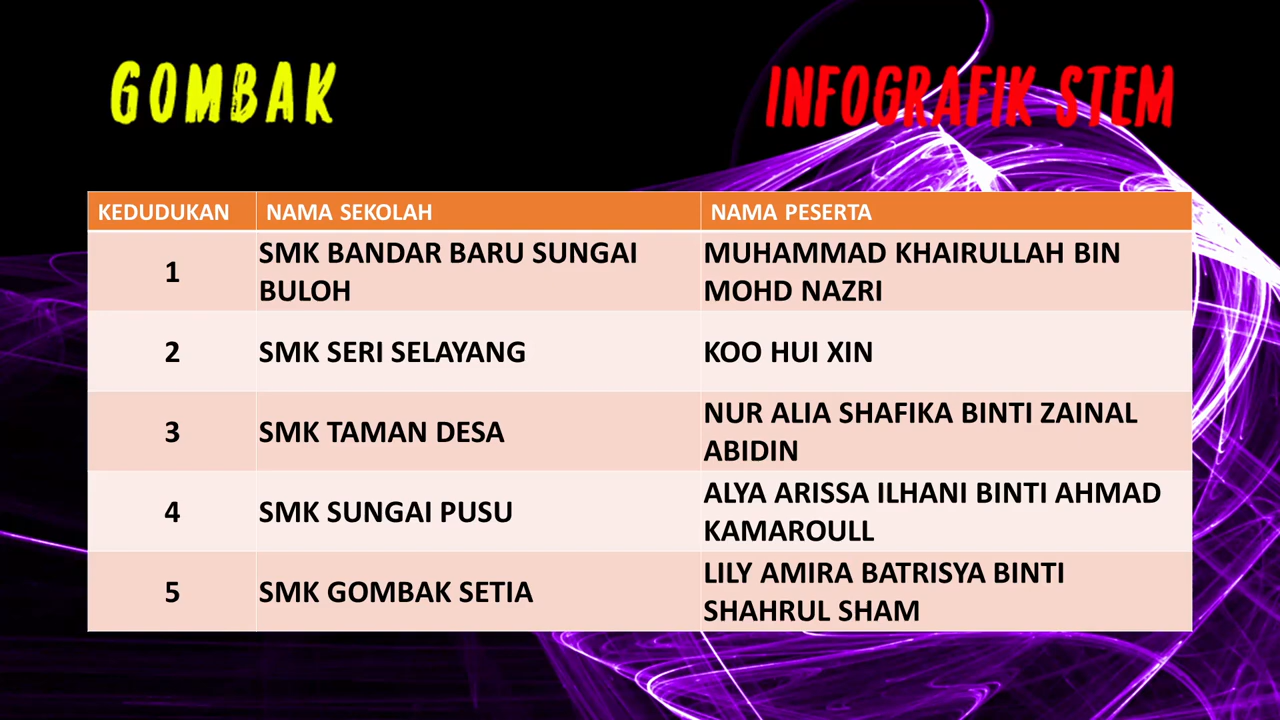 GOMBAK
INFOGRAFIK STEM
KEDUDUKAN NAMA SEKOLAH NAMA PESERTA
1
SMK BANDAR BARU SUNGAI
BULOH
MUHAMMAD KHAIRULLAH BIN
MOHD NAZRI
2
SMK SERI SELAYANG
KOO HUI XIN
3
SMK TAMAN DESA
NUR ALIA SHAFIKA BINTI ZAINAL
ABIDIN
4
SMK SUNGAI PUSU
ALYA ARISSA ILHANI BINTI AHMAD
KAMAROULL
5
SMK GOMBAK SETIA
LILY AMIRA BATRISYA BINTI
SHAHRUL SHAM